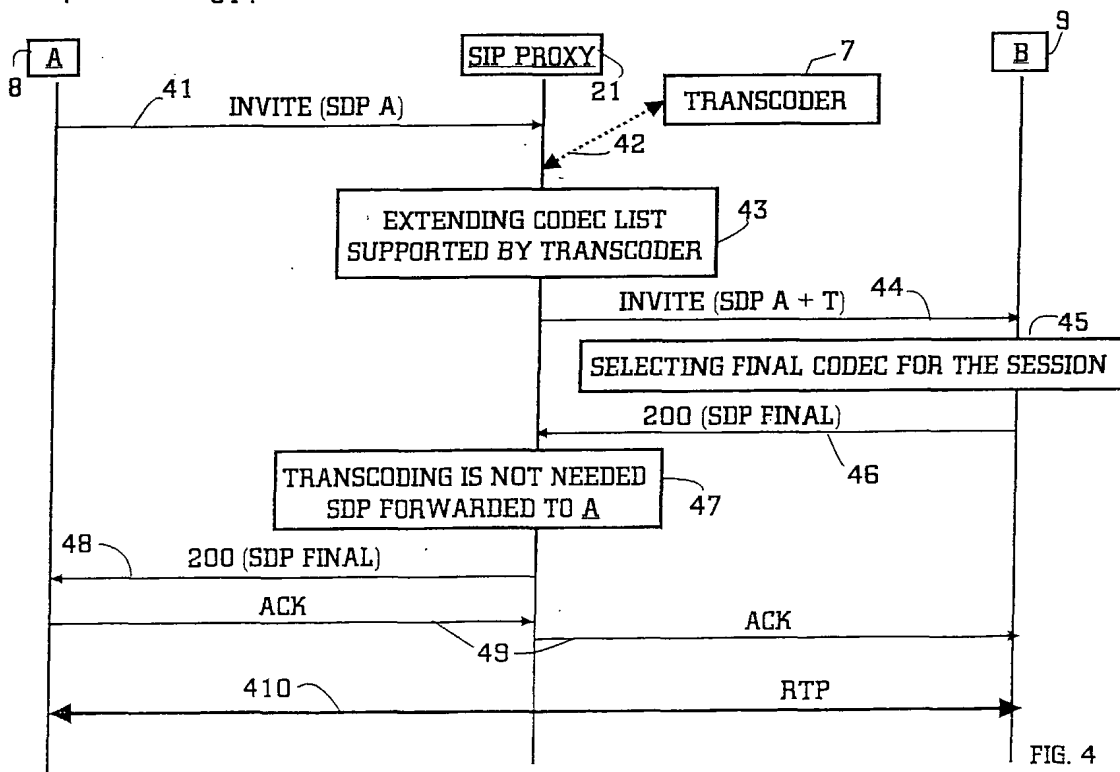 A
8
SIP PROXY
21
7
TRANSCODER
B
9
41
INVITE (SDP A)
42
EXTENDING CODEC LIST
SUPPORTED BY TRANSCODER
43
INVITE (SDP A + T)
44
45
SELECTING FINAL CODEC FOR THE SESSION
200 (SDP FINAL)
46
TRANSCODING IS NOT NEEDED
SDP FORWARDED TO A
47
48
200 (SDP FINAL)
ACK
49
ACK
410
RTP
FIG. 4